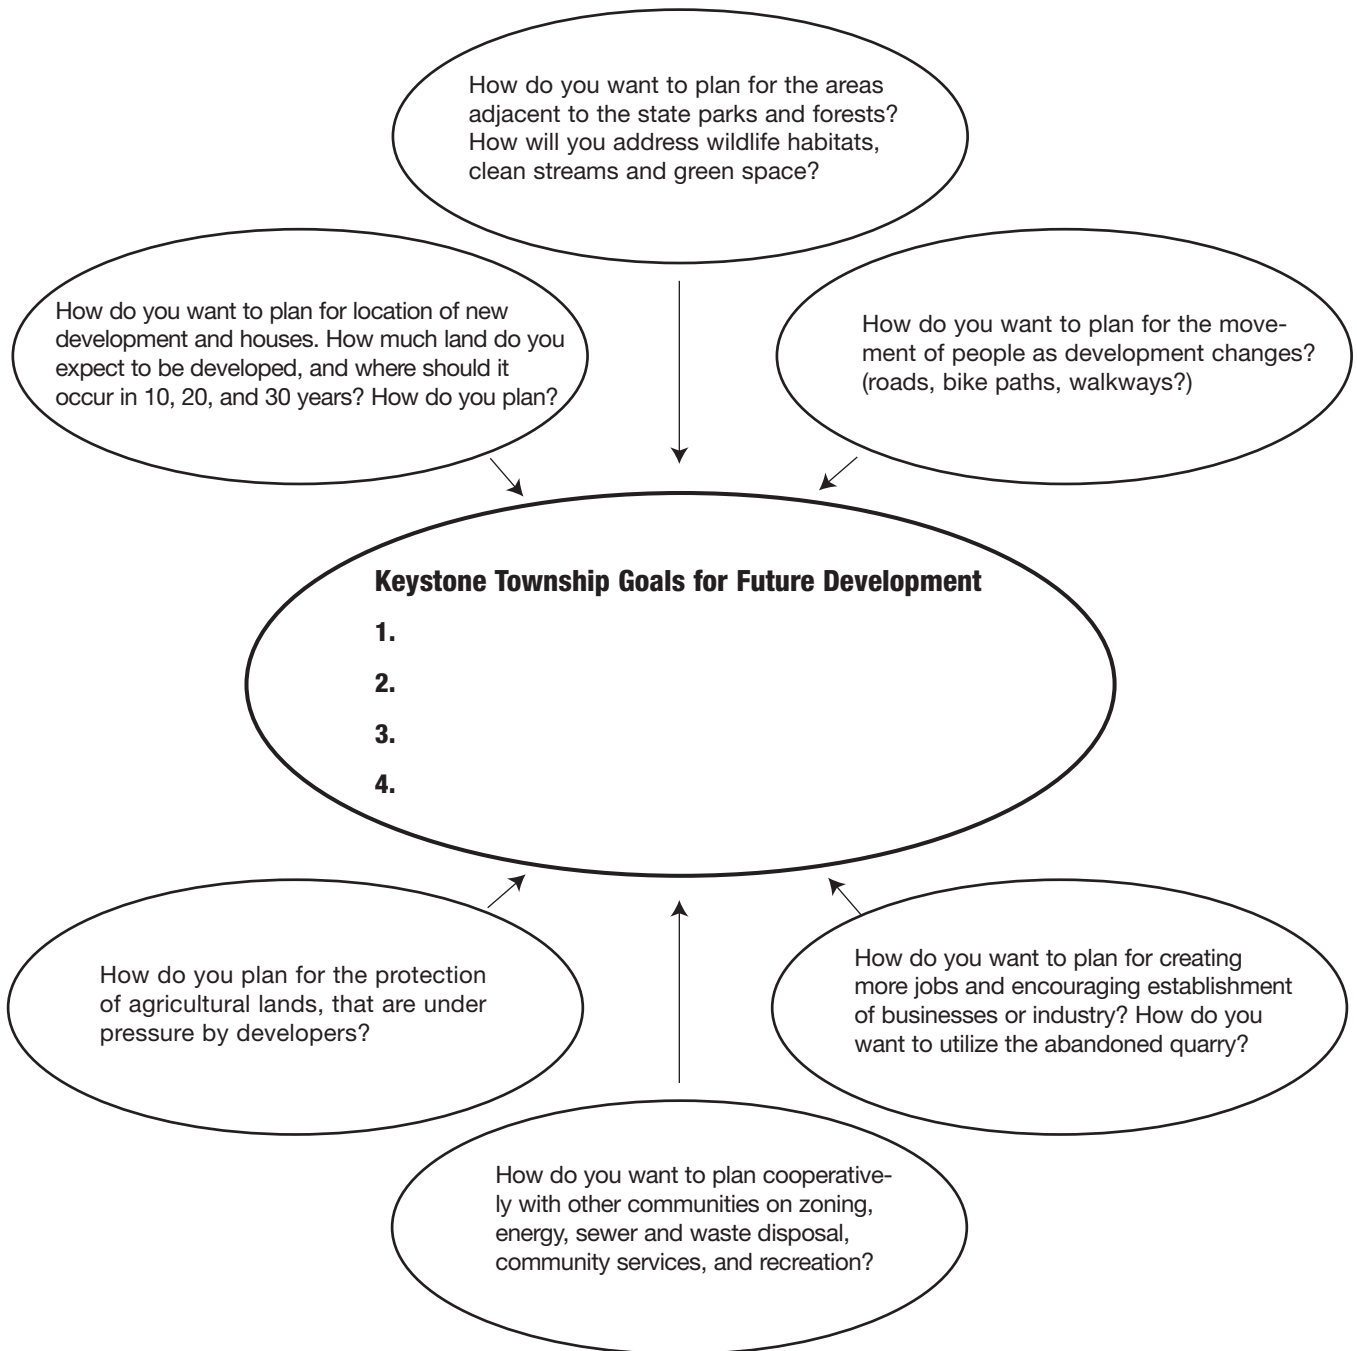 How do you want to plan for the areas
adjacent to the state parks and forests?
How will you address wildlife habitats,
clean streams and green space?
How do you want to plan for location of new
development and houses. How much land do you
expect to be developed, and where should it
occur in 10, 20, and 30 years? How do you plan?
How do you want to plan for the move-
ment of people as development changes?
(roads, bike paths, walkways?)
Keystone Township Goals for Future Development
1.
2.
3.
4.
How do you plan for the protection
of agricultural lands, that are under
pressure by developers?
How do you want to plan for creating
more jobs and encouraging establishment
of businesses or industry? How do you
want to utilize the abandoned quarry?
How do you want to plan cooperative-
ly with other communities on zoning,
energy, sewer and waste disposal,
community services, and recreation?